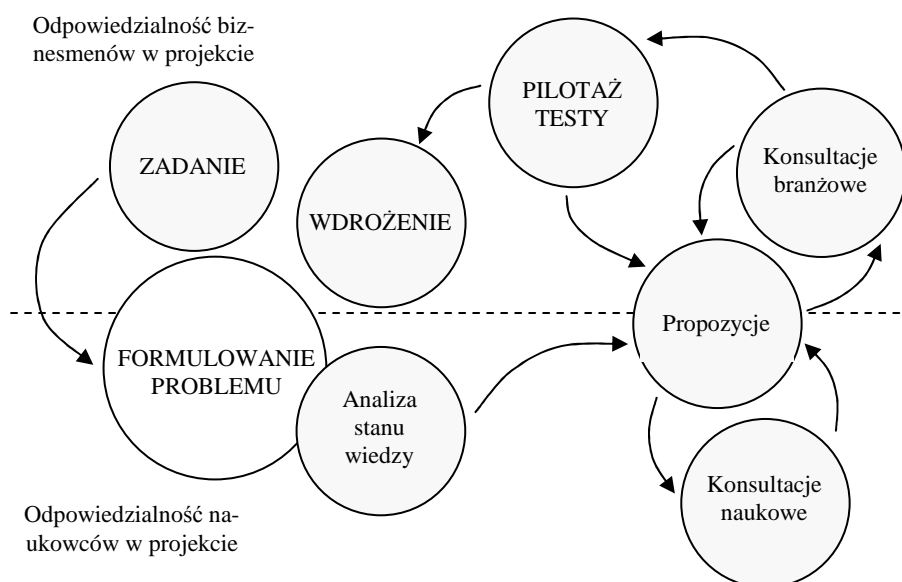 Odpowiedzialność biz-
nesmenów w projekcie
ZADANIE
WDROŻENIE
PILOTAŻ
TESTY
Konsultacje
branżowe
Propozycje
FORMULOWANIE
PROBLEMU
Analiza
stanu
wiedzy
Konsultacje
naukowe
Odpowiedzialność na-
ukowców w projekcie